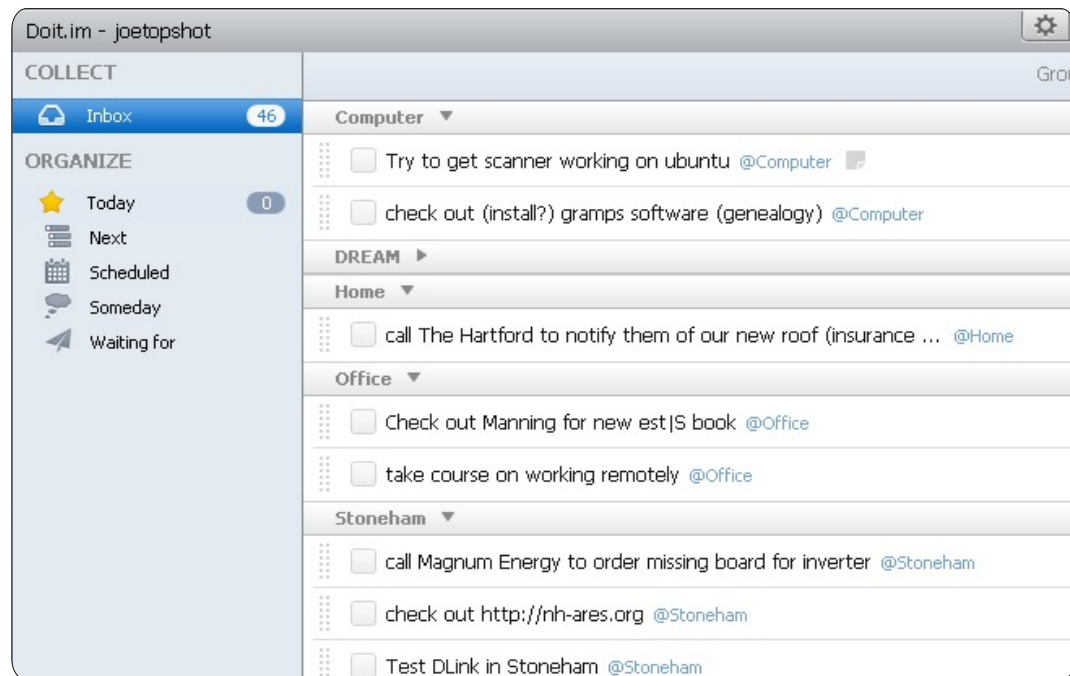 Doit.im - joetopshot
COLLECT
Inbox 46
ORGANIZE
Today 0
Next
Scheduled
Someday
Waiting for
Grou
Computer
Try to get scanner working on ubuntu @Computer
check out (install?) gramps software (genealogy) @Computer
DREAM
Home
call The Hartford to notify them of our new roof (insurance ... @Home
Office
Check out Manning for new est|S book @Office
take course on working remotely @Office
Stoneham
call Magnum Energy to order missing board for inverter @Stoneham
check out http://nh-ares.org @Stoneham
Test DLink in Stoneham @Stoneham